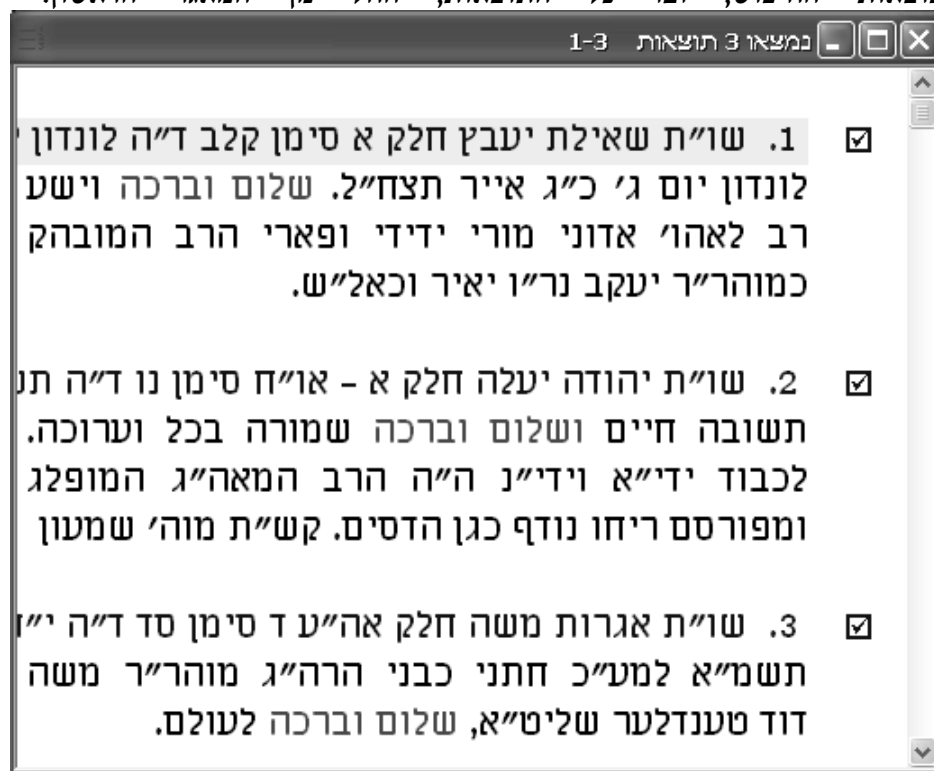 נמצאו 3 תוצאות 1-3
1. שו״ת שאילת יעבץ חלק א סימן קלב ד״ה לונדון
לונדון יום ג׳ כ״ג אייר תצח״ל. שלום וברכה וישע
רב לאהו׳ אדוני מורי ידידי ופארי הרב המובהק
כמוהר״ר יעקב נר״ו יאיר וכאל״ש.
2. שו״ת יהודה יעלה חלק א – או״ח סימן נו ד״ה
תשובה חיים ושלום וברכה שמורה בכל וערוכה.
לכבוד ידי״א וידי״נ ה״ה הרב המאה״ג המופלג
ומפורסם ריחו נודף כגן הדסים. קש״ת מוה׳ שמעון
3. שו״ת אגרות משה חלק אה״ע ד סימן סד ד״ה
תשמ״א למע״כ חתני כבני הרה״ג מוהר״ר משה
דוד טענדלער שליט״א, שלום וברכה לעולם.